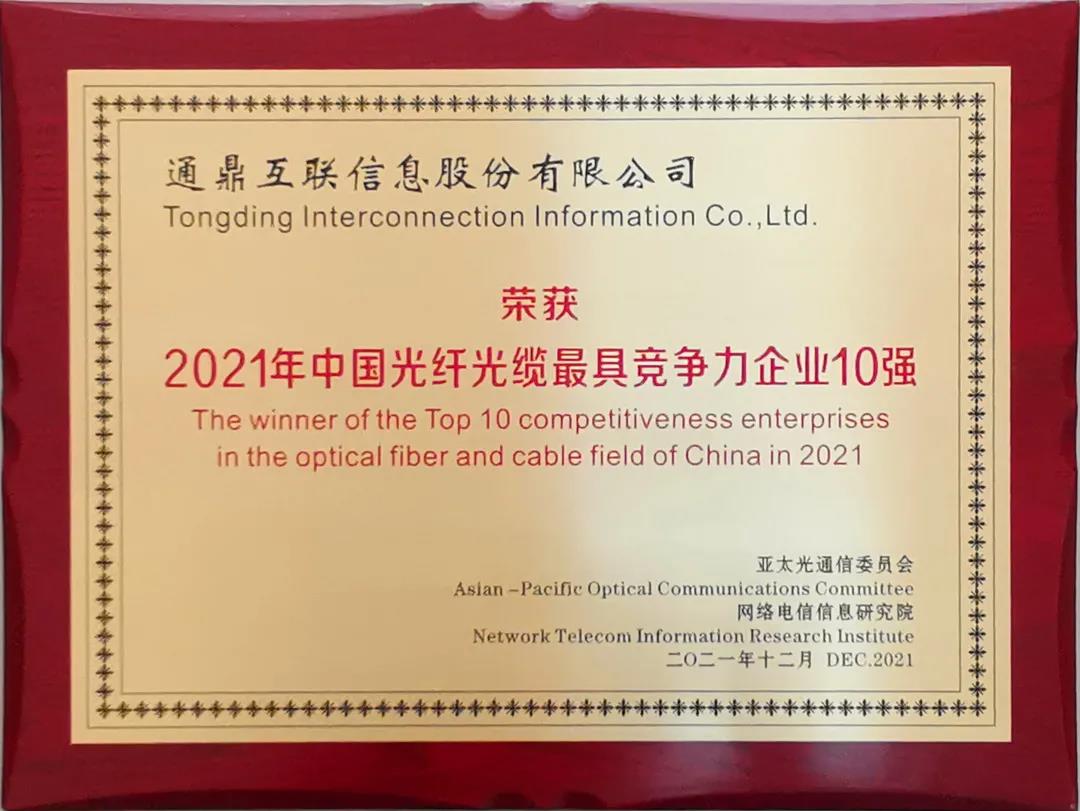 通鼎互联信息股份有限公司
Tongding Interconnection Information Co.,Ltd.
荣获
2021年中国光纤光缆最具竞争力企业10强
The winner of the Top 10 competitiveness enterprises
in the optical fiber and cable field of China in 2021
亚太光通信委员会
Asian -Pacific Optical Communications Committee
网络电信信息研究院
Network Telecom Information Research Institute
二〇二一年十二月 DEC.2021